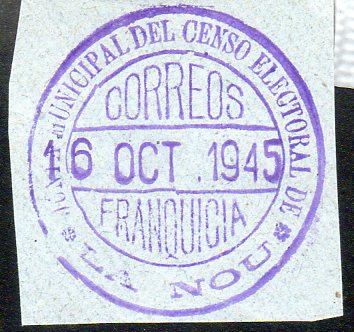 JUNTA MUNICIPAL DEL CENSO ELECTORAL DE
CORREOS
16 OCT. 1945
FRANQUICIA
* LA NOU *